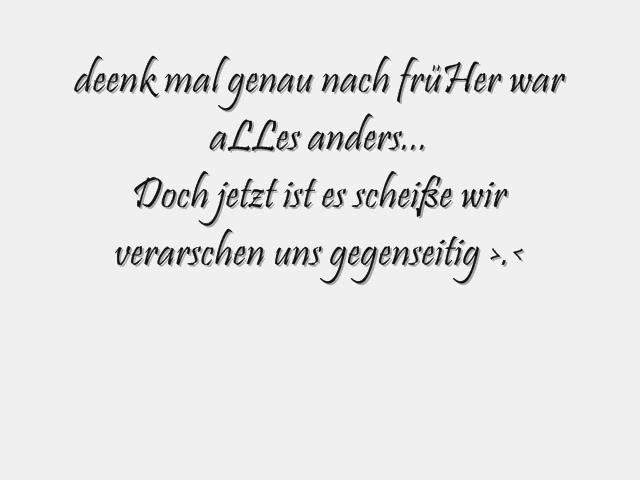 deenk mal genau nach früHer war
aLLes anders...
Doch jetzt ist es scheiße wir
verarschen uns gegenseitig >.<